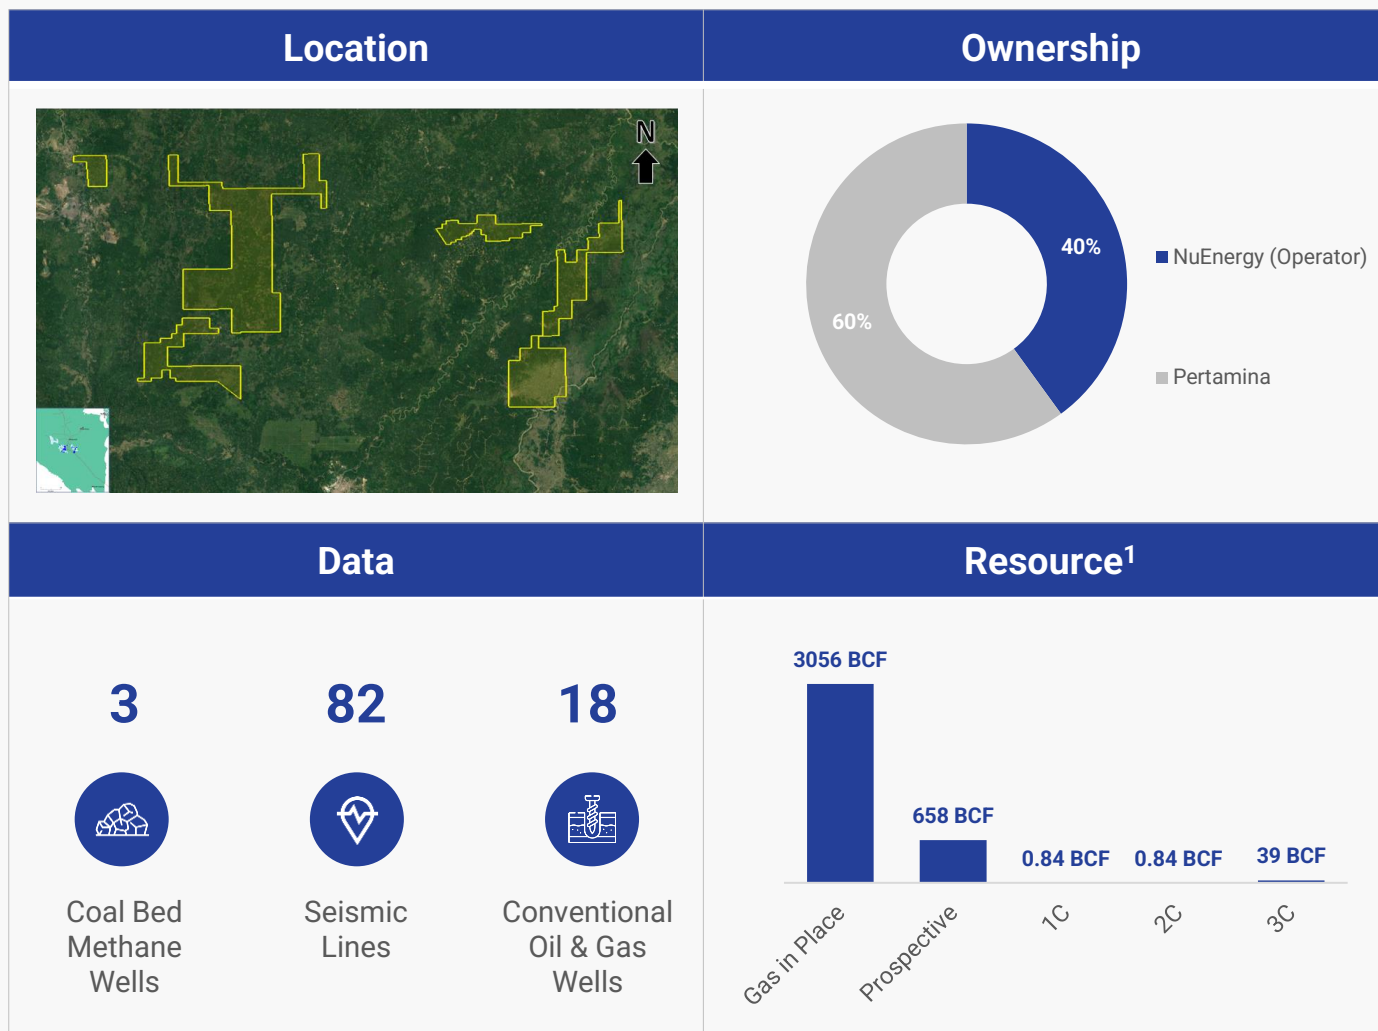 Location
Ownership
N
40%
60%
NuEnergy (Operator)
Pertamina
Data
Resource¹
3
82
18
Coal Bed
Methane
Wells
Seismic
Lines
Conventional
Oil & Gas
Wells
3056 BCF
658 BCF
0.84 BCF
0.84 BCF
39 BCF
Gas in Place
Prospective
1C
2C
3C